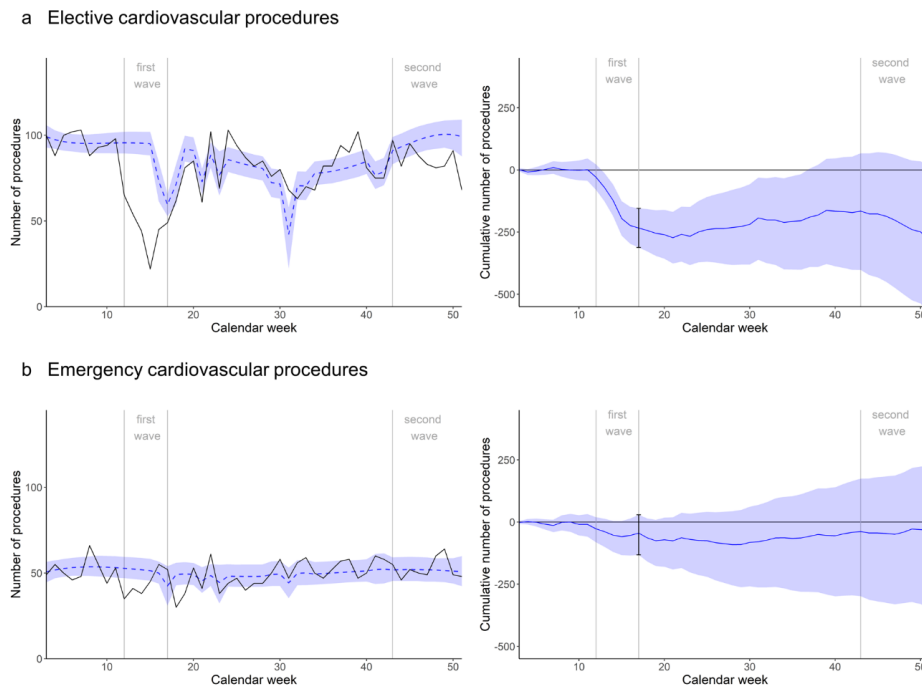 a Elective cardiovascular procedures
first
wave
second
wave
Number of procedures
100
50
0
10
20
30
40
50
Calendar week
first
wave
second
wave
Cumulative number of procedures
250
0
-250
-500
10
20
30
40
50
Calendar week
b Emergency cardiovascular procedures
first
wave
second
wave
Number of procedures
100
50
0
10
20
30
40
50
Calendar week
first
wave
second
wave
Cumulative number of procedures
250
0
-250
-500
10
20
30
40
50
Calendar week